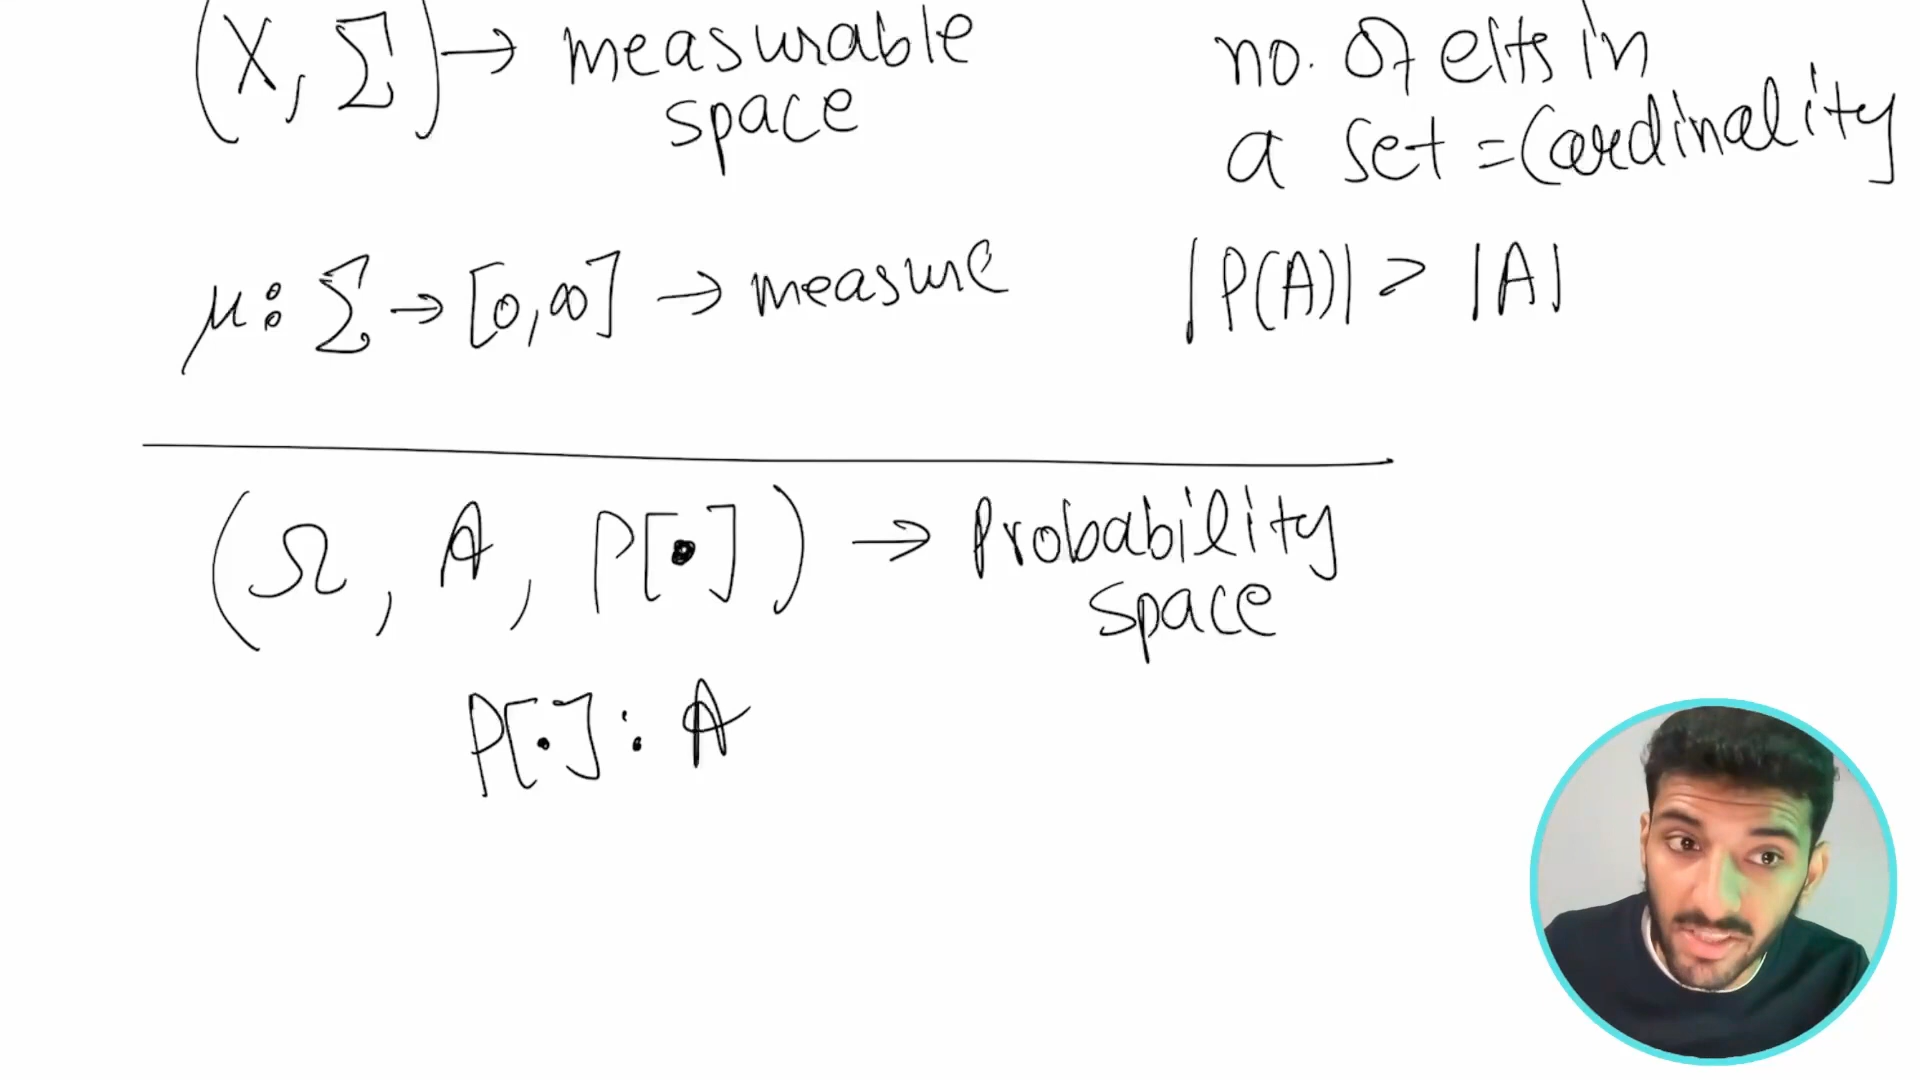 (X, Σ) → measurable
space
μ: Σ → [0,∞] → measure
no. of elts in
a set = Cardinality
|P(A)| > |A|
(Ω, A, P[•]) → Probability
space
P[•] : A